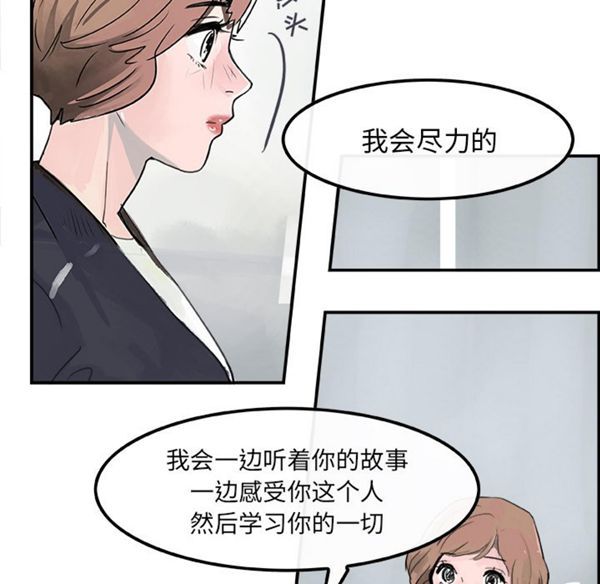 头
我会尽力的
我会一边听着你的故事
一边感受你这个人
然后学习你的一切